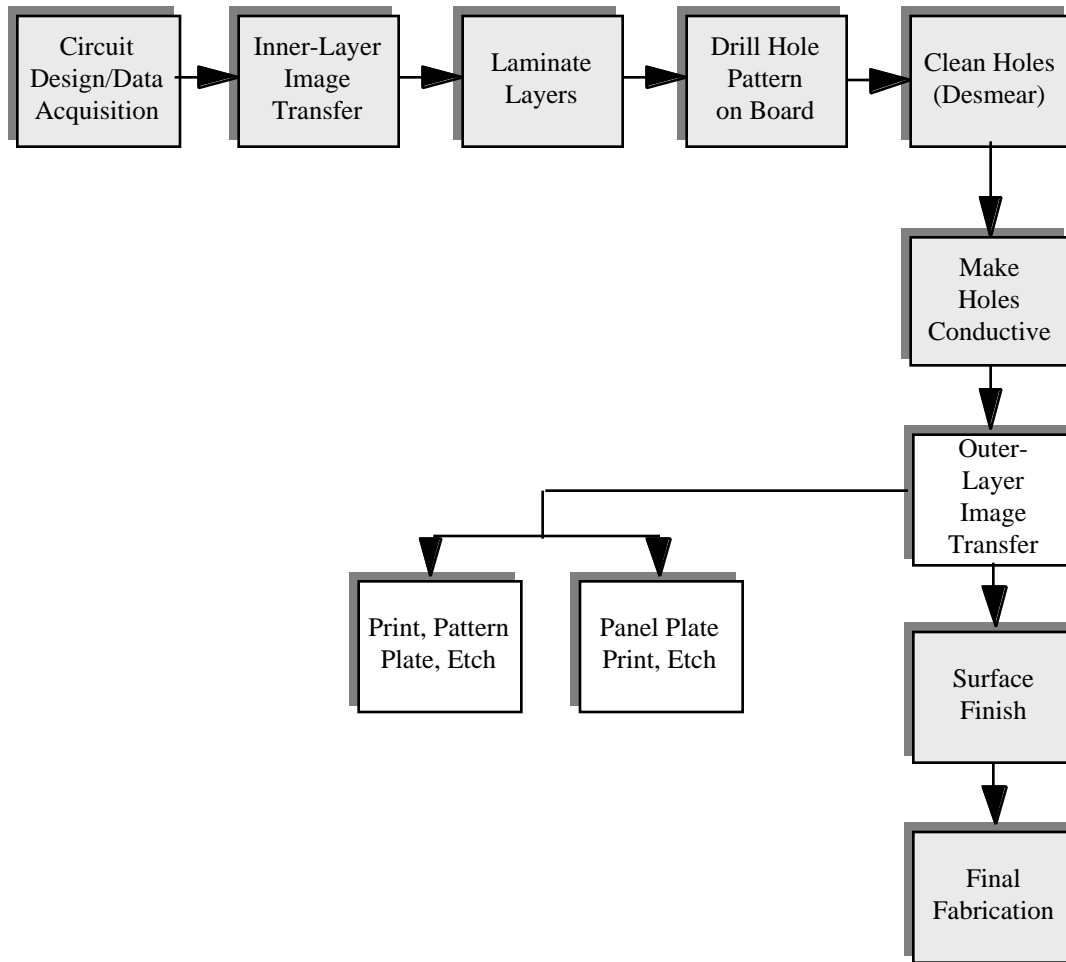 Circuit
Design/Data
Acquisition
Inner-Layer
Image
Transfer
Laminate
Layers
Drill Hole
Pattern
on Board
Clean Holes
(Desmear)
Make
Holes
Conductive
Outer-
Layer
Image
Transfer
Print, Pattern
Plate, Etch
Panel Plate
Print, Etch
Surface
Finish
Final
Fabrication